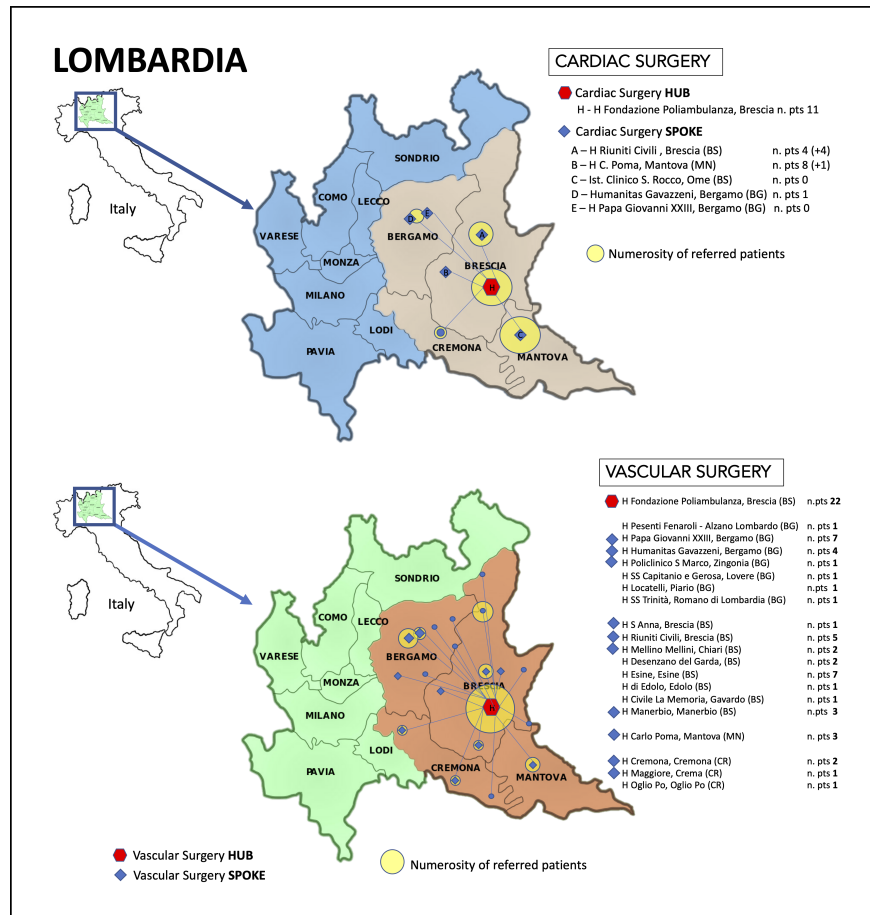 LOMBARDIA
CARDIAC SURGERY
Cardiac Surgery HUB
H - H Fondazione Poliambulanza, Brescia n. pts 11
Cardiac Surgery SPOKE
A – H Riuniti Civili , Brescia (BS) n. pts 4 (+4)
B – H C. Poma, Mantova (MN) n. pts 8 (+1)
C – Ist. Clinico S. Rocco, Ome (BS) n. pts 0
D – Humanitas Gavazzeni, Bergamo (BG) n. pts 1
E – H Papa Giovanni XXIII, Bergamo (BG) n. pts 0
Numerosity of referred patients
Italy
SONDRIO
COMO
LECCO
VARESE
BERGAMO
MONZA
BRESCIA
MILANO
LODI
PAVIA
CREMONA
MANTOVA
D
E
A
B
H
C
VASCULAR SURGERY
H Fondazione Poliambulanza, Brescia (BS) n.pts 22
H Pesenti Fenaroli - Alzano Lombardo (BG) n. pts 1
H Papa Giovanni XXIII, Bergamo (BG) n. pts 7
H Humanitas Gavazzeni, Bergamo (BG) n. pts 4
H Policlinico S Marco, Zingonia (BG) n. pts 1
H SS Capitanio e Gerosa, Lovere (BG) n. pts 1
H Locatelli, Piario (BG) n. pts 1
H SS Trinità, Romano di Lombardia (BG) n. pts 1
H S Anna, Brescia (BS) n. pts 1
H Riuniti Civili, Brescia (BS) n. pts 5
H Mellino Mellini, Chiari (BS) n. pts 2
H Desenzano del Garda, (BS) n. pts 2
H Esine, Esine (BS) n. pts 7
H di Edolo, Edolo (BS) n. pts 1
H Civile La Memoria, Gavardo (BS) n. pts 1
H Manerbio, Manerbio (BS) n. pts 3
H Carlo Poma, Mantova (MN) n. pts 3
H Cremona, Cremona (CR) n. pts 2
H Maggiore, Crema (CR) n. pts 1
H Oglio Po, Oglio Po (CR) n. pts 1
Italy
SONDRIO
COMO
LECCO
VARESE
BERGAMO
MONZA
BRESCIA
MILANO
LODI
PAVIA
CREMONA
MANTOVA
Vascular Surgery HUB
Vascular Surgery SPOKE
Numerosity of referred patients